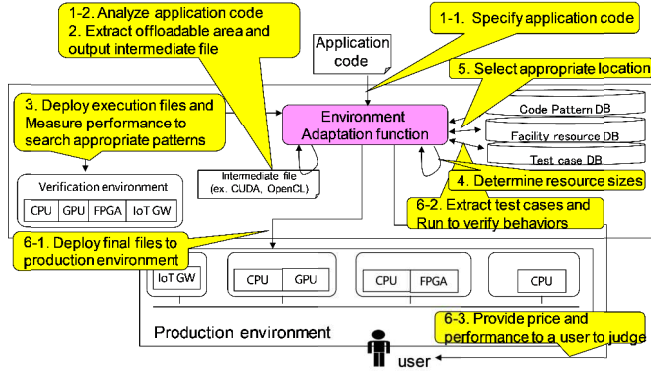 1-2. Analyze application code
2. Extract offloadable area and
output intermediate file
1-1. Specify application code
Application
code
5. Select appropriate location
3. Deploy execution files and
Measure performance to
search appropriate patterns
Environment
Adaptation function
Code Pattern DB
Facility resource DB
Test case DB
Intermediate file
(ex. CUDA, OpenCL)
Verification environment
CPU GPU FPGA IoT GW
4. Determine resource sizes
6-2. Extract test cases and
Run to verify behaviors
6-1. Deploy final files to
production environment
IoT GW
CPU GPU
CPU FPGA
CPU
Production environment
6-3. Provide price and
performance to a user to judge
user